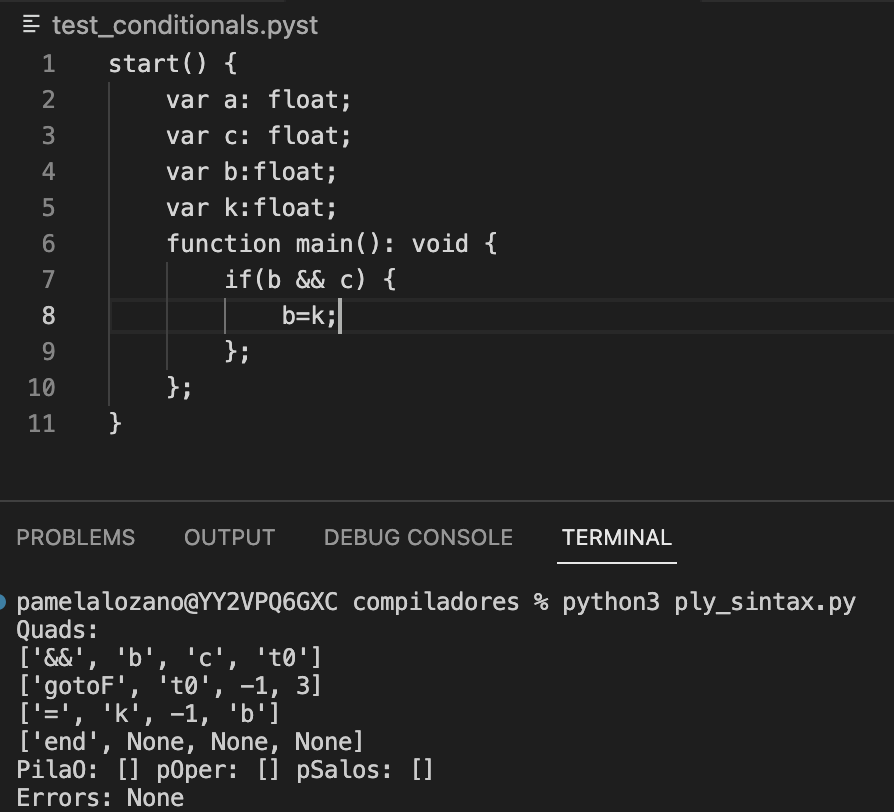 test_conditionals.pyst
1 start() {
2 var a: float;
3 var c: float;
4 var b:float;
5 var k:float;
6 function main(): void {
7 if(b && c) {
8 b=k;
9 };
10 };
11 }
PROBLEMS OUTPUT DEBUG CONSOLE TERMINAL
pamelalozano@YY2VPQ6GXC compiladores % python3 ply_sintax.py
Quads:
['&&', 'b', 'c', 't0']
['gotoF', 't0', -1, 3]
['=', 'k', -1, 'b']
['end', None, None, None]
PilaO: [] pOper: [] pSalos: []
Errors: None